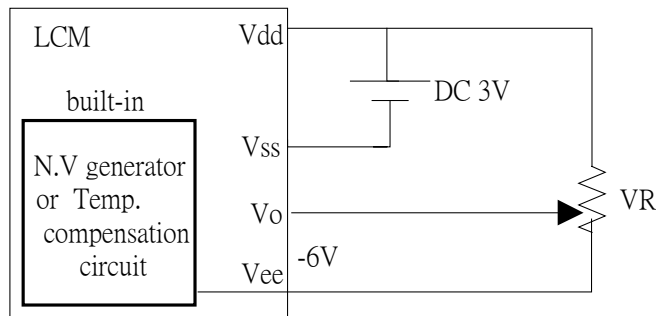 LCM
Vdd
DC 3V
built-in
Vss
N.V generator
or Temp.
compensation
circuit
Vo
VR
-6V
Vee